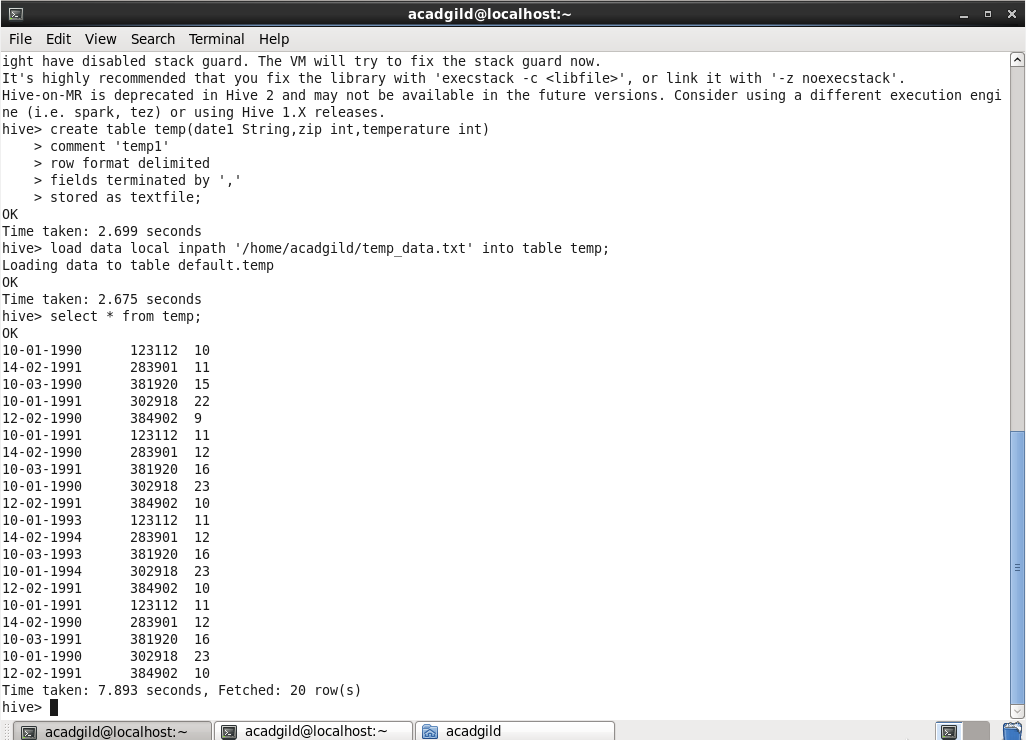 acadgild@localhost:~
File Edit View Search Terminal Help
ight have disabled stack guard. The VM will try to fix the stack guard now.
It's highly recommended that you fix the library with 'execstack -c <libfile>', or link it with '-z noexecstack'.
Hive-on-MR is deprecated in Hive 2 and may not be available in the future versions. Consider using a different execution engi
ne (i.e. spark, tez) or using Hive 1.X releases.
hive> create table temp(date1 String,zip int,temperature int)
    > comment 'temp1'
    > row format delimited
    > fields terminated by ','
    > stored as textfile;
OK
Time taken: 2.699 seconds
hive> load data local inpath '/home/acadgild/temp_data.txt' into table temp;
Loading data to table default.temp
OK
Time taken: 2.675 seconds
hive> select * from temp;
OK
10-01-1990      123112  10
14-02-1991      283901  11
10-03-1990      381920  15
10-01-1991      302918  22
12-02-1990      384902  9
10-01-1991      123112  11
14-02-1990      283901  12
10-03-1991      381920  16
10-01-1990      302918  23
12-02-1991      384902  10
10-01-1993      123112  11
14-02-1994      283901  12
10-03-1993      381920  16
10-01-1994      302918  23
12-02-1991      384902  10
10-01-1991      123112  11
14-02-1990      283901  12
10-03-1991      381920  16
10-01-1990      302918  23
12-02-1991      384902  10
Time taken: 7.893 seconds, Fetched: 20 row(s)
hive>
acadgild@localhost:~ acadgild@localhost:~ acadgild